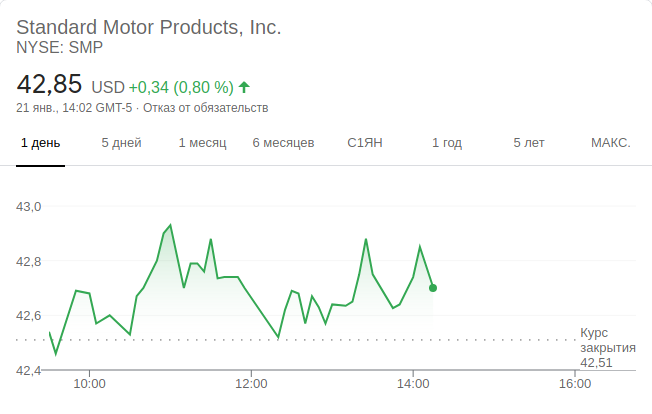 Standard Motor Products, Inc.
NYSE: SMP
42,85 USD +0,34 (0,80 %)
21 янв., 14:02 GMT-5 · Отказ от обязательств
1 день 5 дней 1 месяц 6 месяцев С1ЯН 1 год 5 лет МАКС.
43,0
42,8
42,6
Курс
закрытия
42,51
42,4
10:00 12:00 14:00 16:00